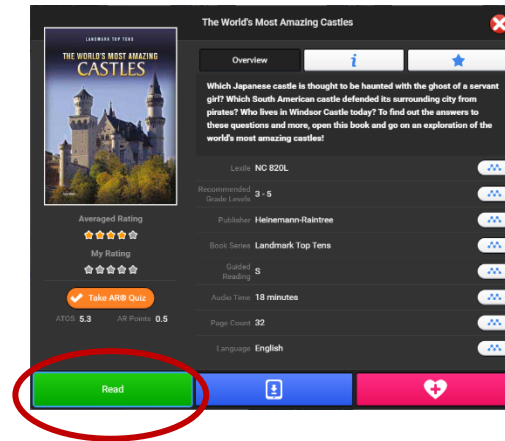 The World's Most Amazing Castles
LANDMARK TOP TENS
THE WORLD'S MOST AMAZING
CASTLES
Overview
Which Japanese castle is thought to be haunted with the ghost of a servant
girl? Which South American castle defended its surrounding city from
pirates? Who lives in Windsor Castle today? To find out the answers to
these questions and more, open this book and go on an exploration of the
world's most amazing castles!
Lexile NC 820L
Recommended
Grade Levels 3 - 5
Publisher Heinemann-Raintree
Book Series Landmark Top Tens
Guided
Reading S
Audio Time 18 minutes
Page Count 32
Language English
Averaged Rating
My Rating
Take AR® Quiz
ATOS 5.3 AR Points 0.5
Read